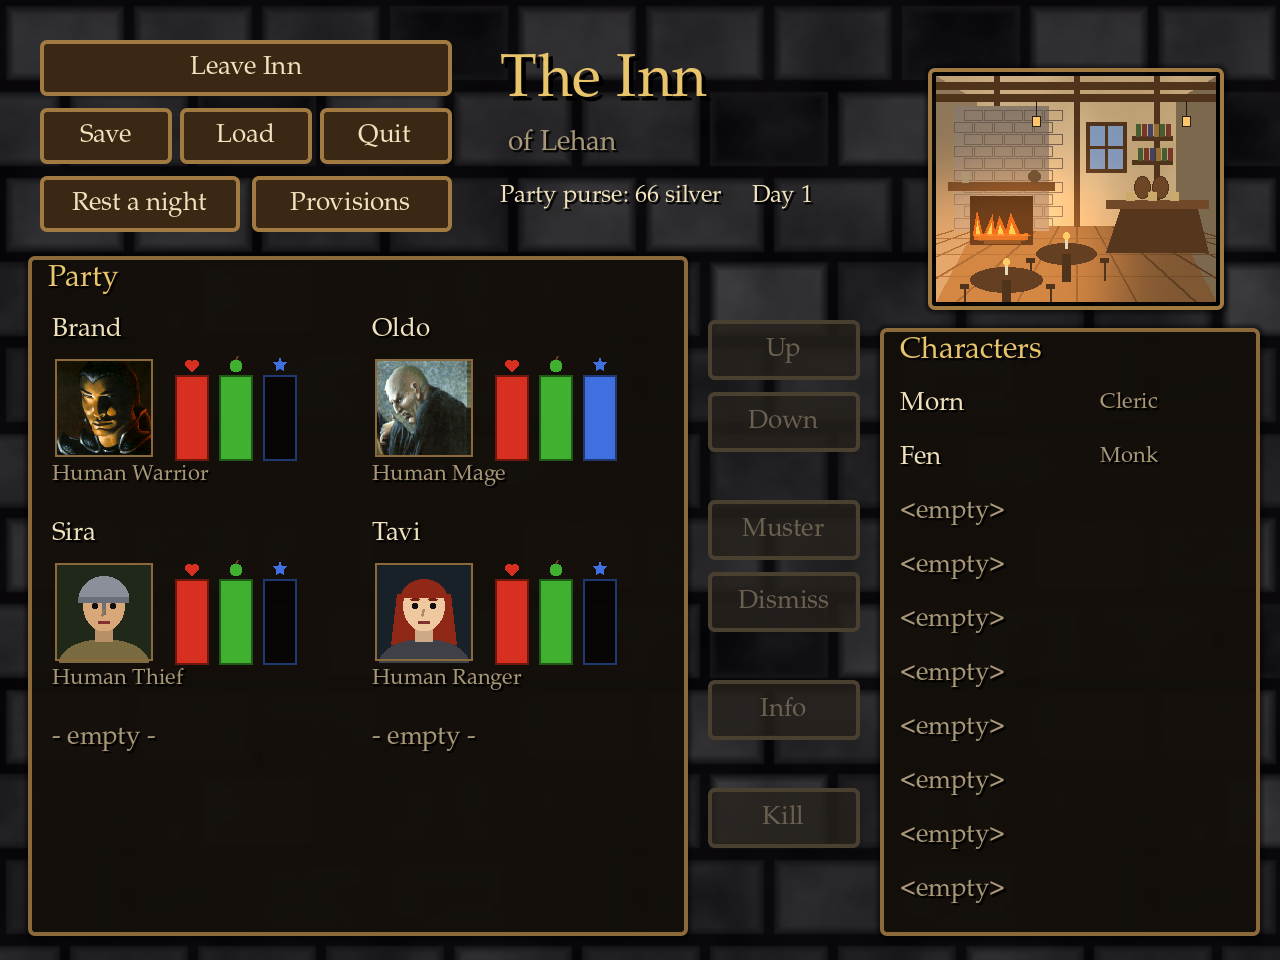 Leave Inn
Save
Load
Quit
Rest a night
Provisions
The Inn
of Lehan
Party purse: 66 silver
Day 1
Party
Brand
Human Warrior
Oldo
Human Mage
Sira
Human Thief
Tavi
Human Ranger
- empty -
- empty -
Up
Down
Muster
Dismiss
Info
Kill
Characters
Morn Cleric
Fen Monk
<empty>
<empty>
<empty>
<empty>
<empty>
<empty>
<empty>
<empty>